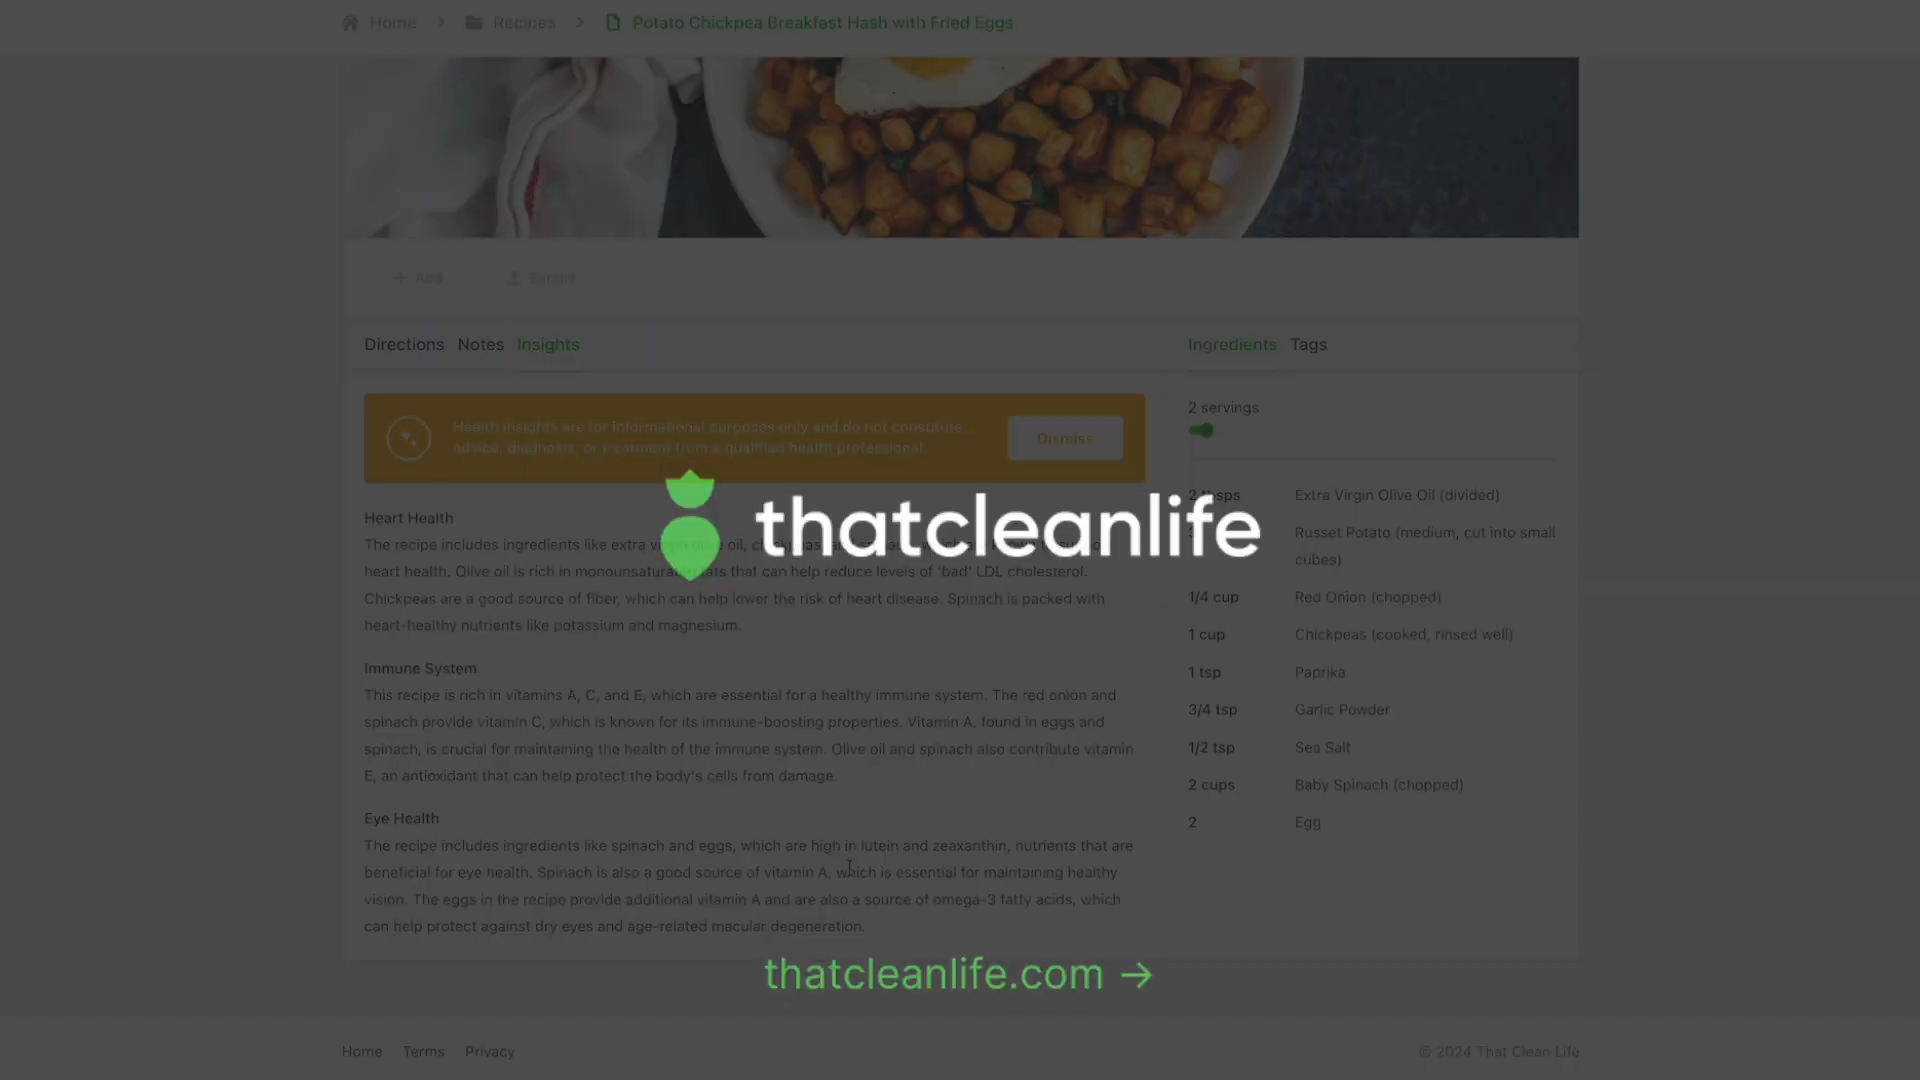 Home > Recipes > Potato Chickpea Breakfast Hash with Fried Eggs
+ Add Export
Directions Notes Insights
Health insights are for informational purposes only and do not constitute
advice, diagnosis, or treatment from a qualified health professional.
Dismiss
thatcleanlife
Heart Health
The recipe includes ingredients like extra virgin olive oil, chickpeas, and spinach, which are known to support
heart health. Olive oil is rich in monounsaturated fats that can help reduce levels of 'bad' LDL cholesterol.
Chickpeas are a good source of fiber, which can help lower the risk of heart disease. Spinach is packed with
heart-healthy nutrients like potassium and magnesium.
Immune System
This recipe is rich in vitamins A, C, and E, which are essential for a healthy immune system. The red onion and
spinach provide vitamin C, which is known for its immune-boosting properties. Vitamin A, found in eggs and
spinach, is crucial for maintaining the health of the immune system. Olive oil and spinach also contribute vitamin
E, an antioxidant that can help protect the body's cells from damage.
Eye Health
The recipe includes ingredients like spinach and eggs, which are high in lutein and zeaxanthin, nutrients that are
beneficial for eye health. Spinach is also a good source of vitamin A, which is essential for maintaining healthy
vision. The eggs in the recipe provide additional vitamin A and are also a source of omega-3 fatty acids, which
can help protect against dry eyes and age-related macular degeneration.
Ingredients Tags
2 servings
2 tbsps Extra Virgin Olive Oil (divided)
Russet Potato (medium, cut into small
cubes)
1/4 cup Red Onion (chopped)
1 cup Chickpeas (cooked, rinsed well)
1 tsp Paprika
3/4 tsp Garlic Powder
1/2 tsp Sea Salt
2 cups Baby Spinach (chopped)
2 Egg
thatcleanlife.com →
Home Terms Privacy
© 2024 That Clean Life